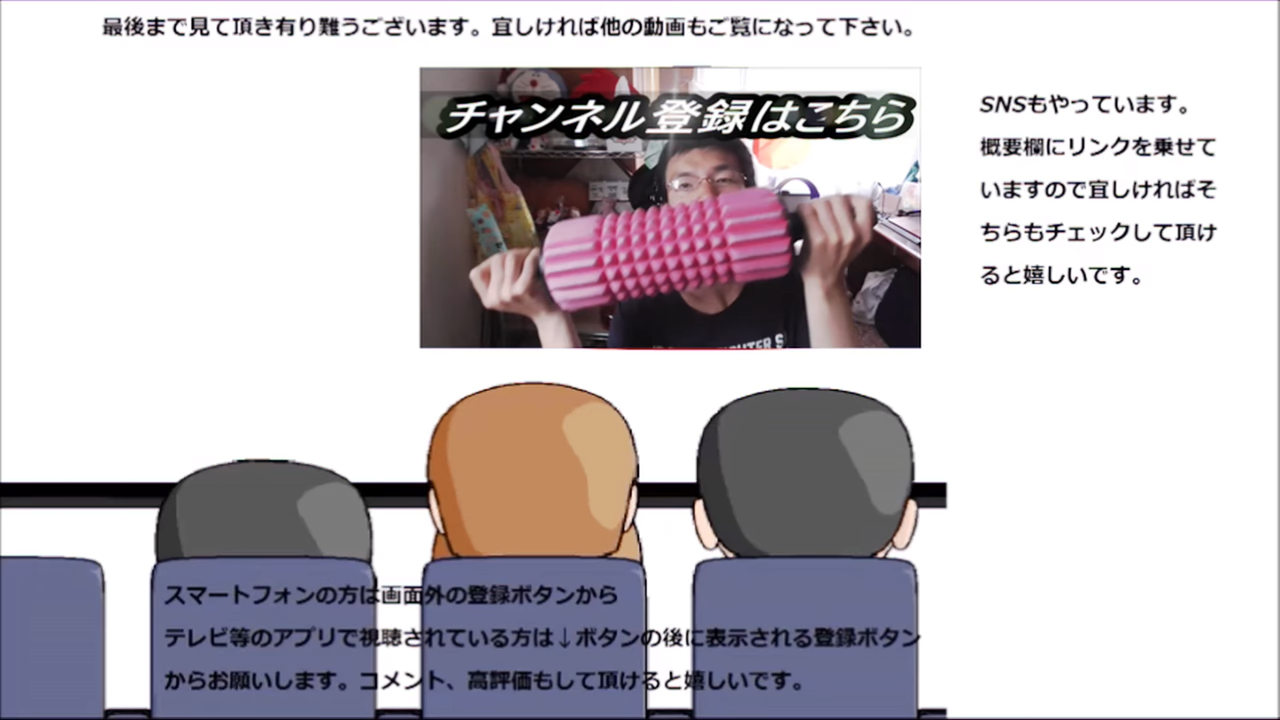 最後まで見て頂き有り難うございます。宜しければ他の動画もご覧になって下さい。
チャンネル登録はこちら
SNSもやっています。
概要欄にリンクを乗せて
いますので宜しければそ
ちらもチェックして頂け
ると嬉しいです。
スマートフォンの方は画面外の登録ボタンから
テレビ等のアプリで視聴されている方は↓ボタンの後に表示される登録ボタン
からお願いします。コメント、高評価もして頂けると嬉しいです。